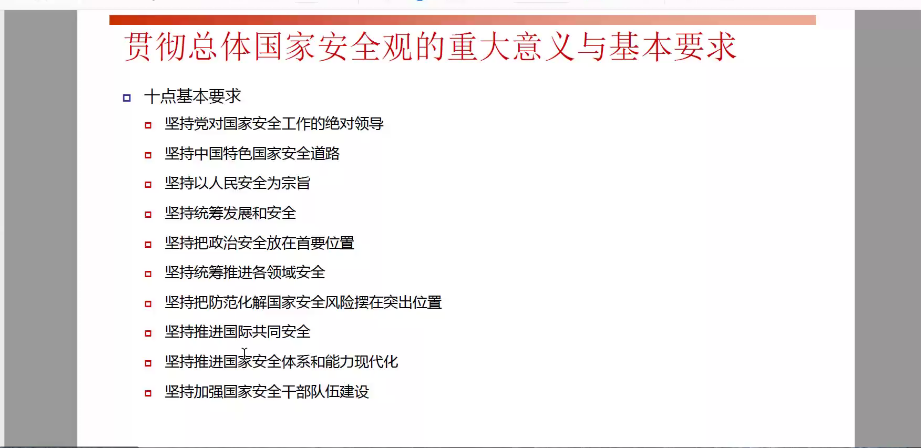 贯彻总体国家安全观的重大意义与基本要求
十点基本要求
坚持党对国家安全工作的绝对领导
坚持中国特色国家安全道路
坚持以人民安全为宗旨
坚持统筹发展和安全
坚持把政治安全放在首要位置
坚持统筹推进各领域安全
坚持把防范化解国家安全风险摆在突出位置
坚持推进国际共同安全
坚持推进国家安全体系和能力现代化
坚持加强国家安全干部队伍建设